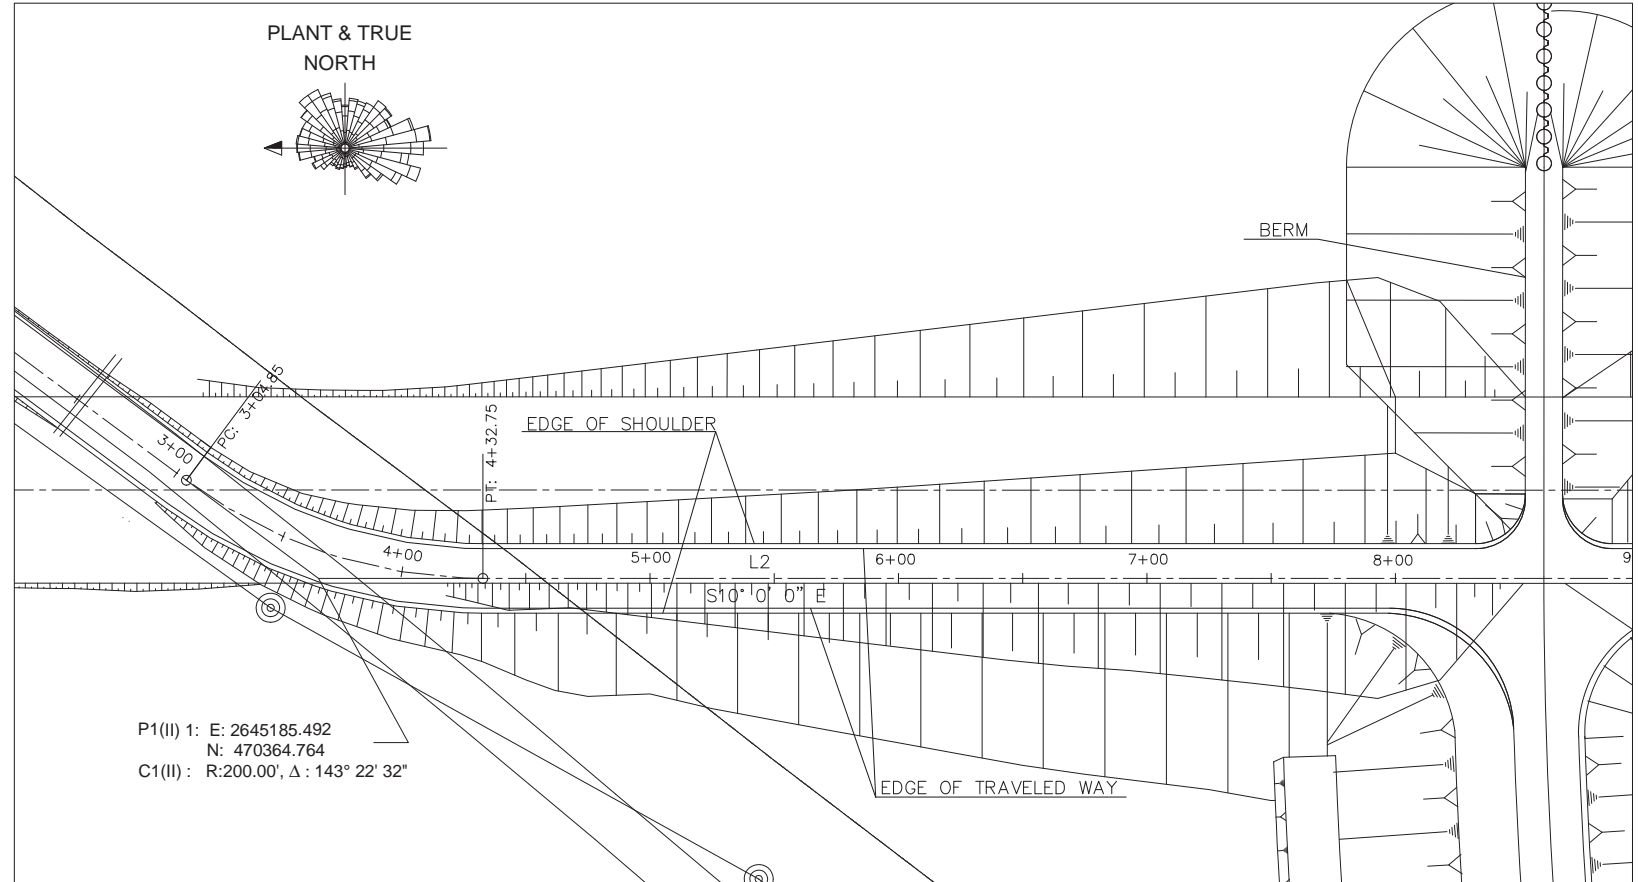 PLANT & TRUE
NORTH
BERM
PC: 3+04.85
3+00
PT: 4+32.75
EDGE OF SHOULDER
4+00
5+00
L2
6+00
7+00
8+00
9
S10° 0' 0" E
P1(II) 1: E: 2645185.492
N: 470364.764
C1(II) : R:200.00', Δ : 143° 22' 32"
EDGE OF TRAVELED WAY